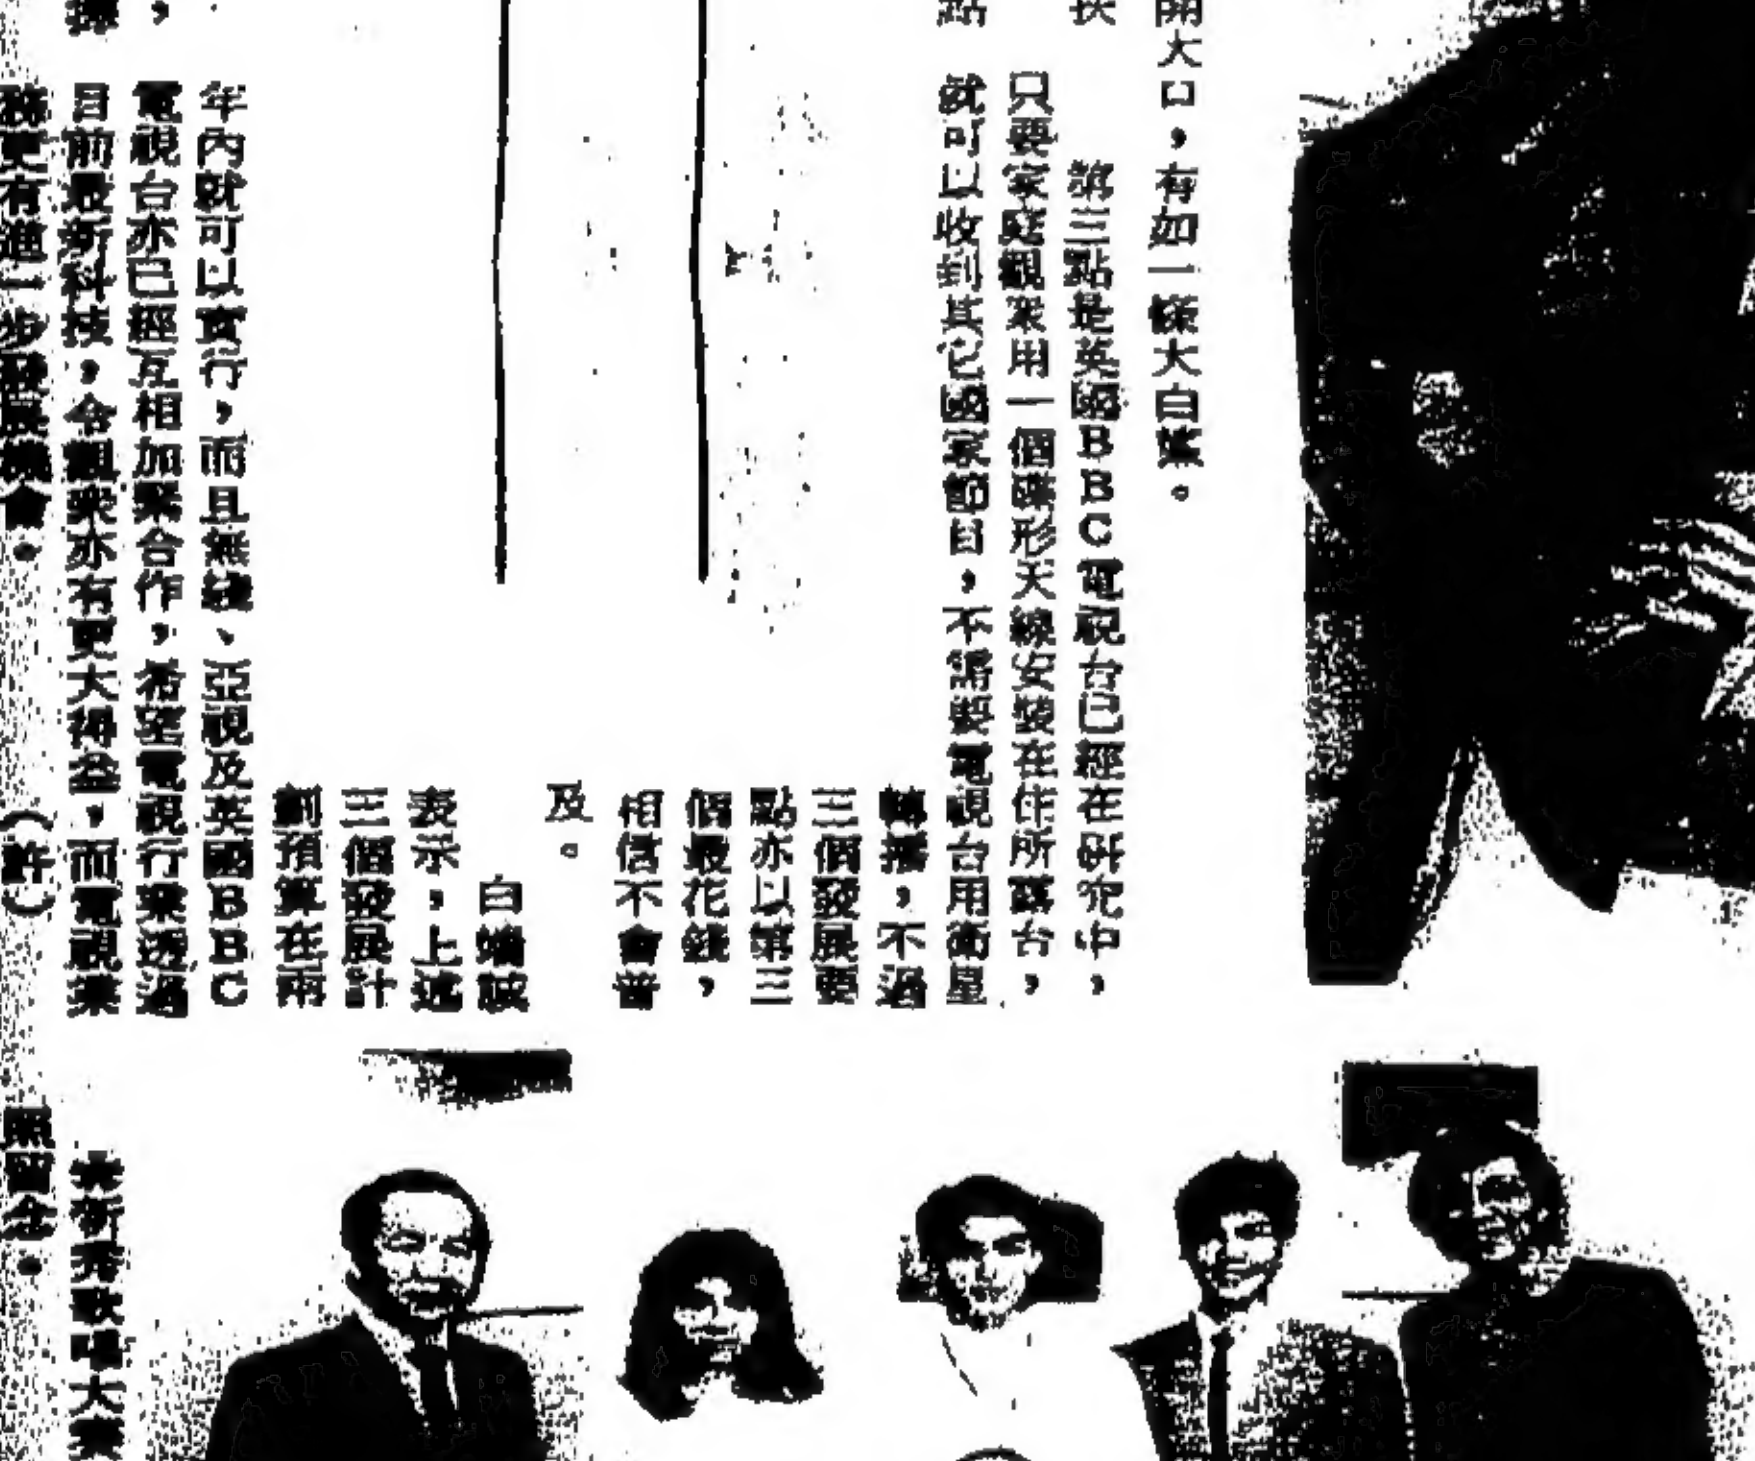 開大口，有如一條大白鯊。
第三點是英國BBC電視台已經在研究中，
只要家庭觀衆用一個碟形天線安裝在住所露台，
就可以收到其它國家節目，不需要電視台用衞星
轉播，不過
三個發展要
點亦以第三
個最花錢，
相信不會普
及。
白燴誠
表示，上述
三個發展計
劃預算在兩
年內就可以實行，而且無綫、亞視及英國BBC
電視台亦已經互相加緊合作，希望電視行業透過
目前最新科技，令觀衆亦有更大得益，而電視業
務更有進一步發展機會。（許）
新秀歌唱大賽
照留念。